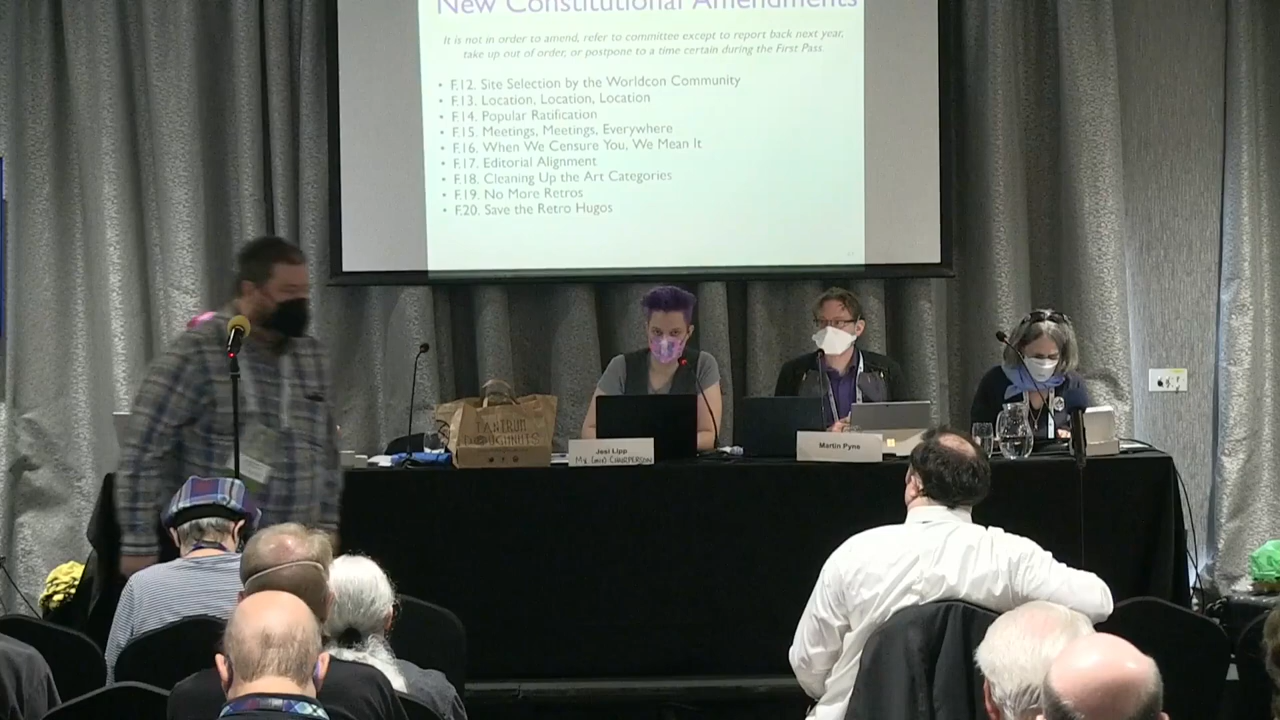 New Constitutional Amendments
It is not in order to amend, refer to committee except to report back next year,
take up out of order, or postpone to a time certain during the First Pass.
• F.12. Site Selection by the Worldcon Community
• F.13. Location, Location, Location
• F.14. Popular Ratification
• F.15. Meetings, Meetings, Everywhere
• F.16. When We Censure You, We Mean It
• F.17. Editorial Alignment
• F.18. Cleaning Up the Art Categories
• F.19. No More Retros
• F.20. Save the Retro Hugos
TANTRUM
DOUGHNUTS
Jesi Lipp
CHAIRPERSON
Martin Pyne